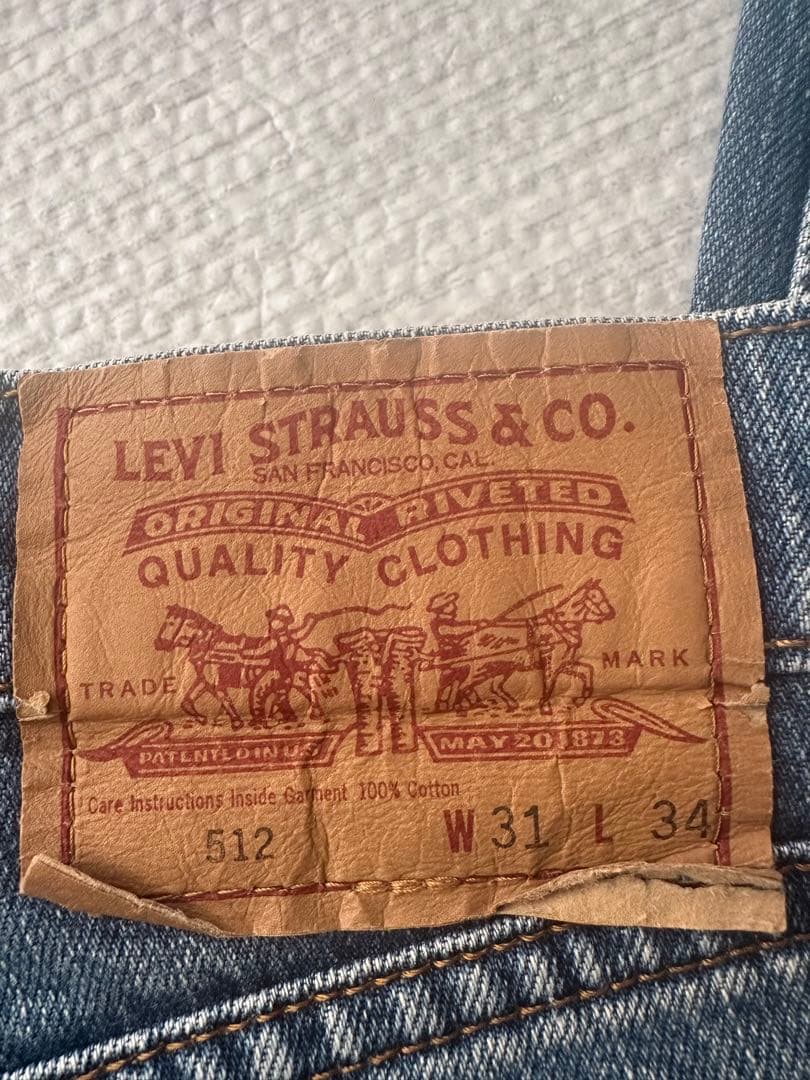 LEVI STRAUSS & CO.
SAN FRANCISCO, CAL.
ORIGINAL RIVETED
QUALITY CLOTHING
TRADE MARK
PATENTED IN U.S. MAY 20 1873
Care Instructions Inside Garment 100% Cotton
512 W 31 L 34